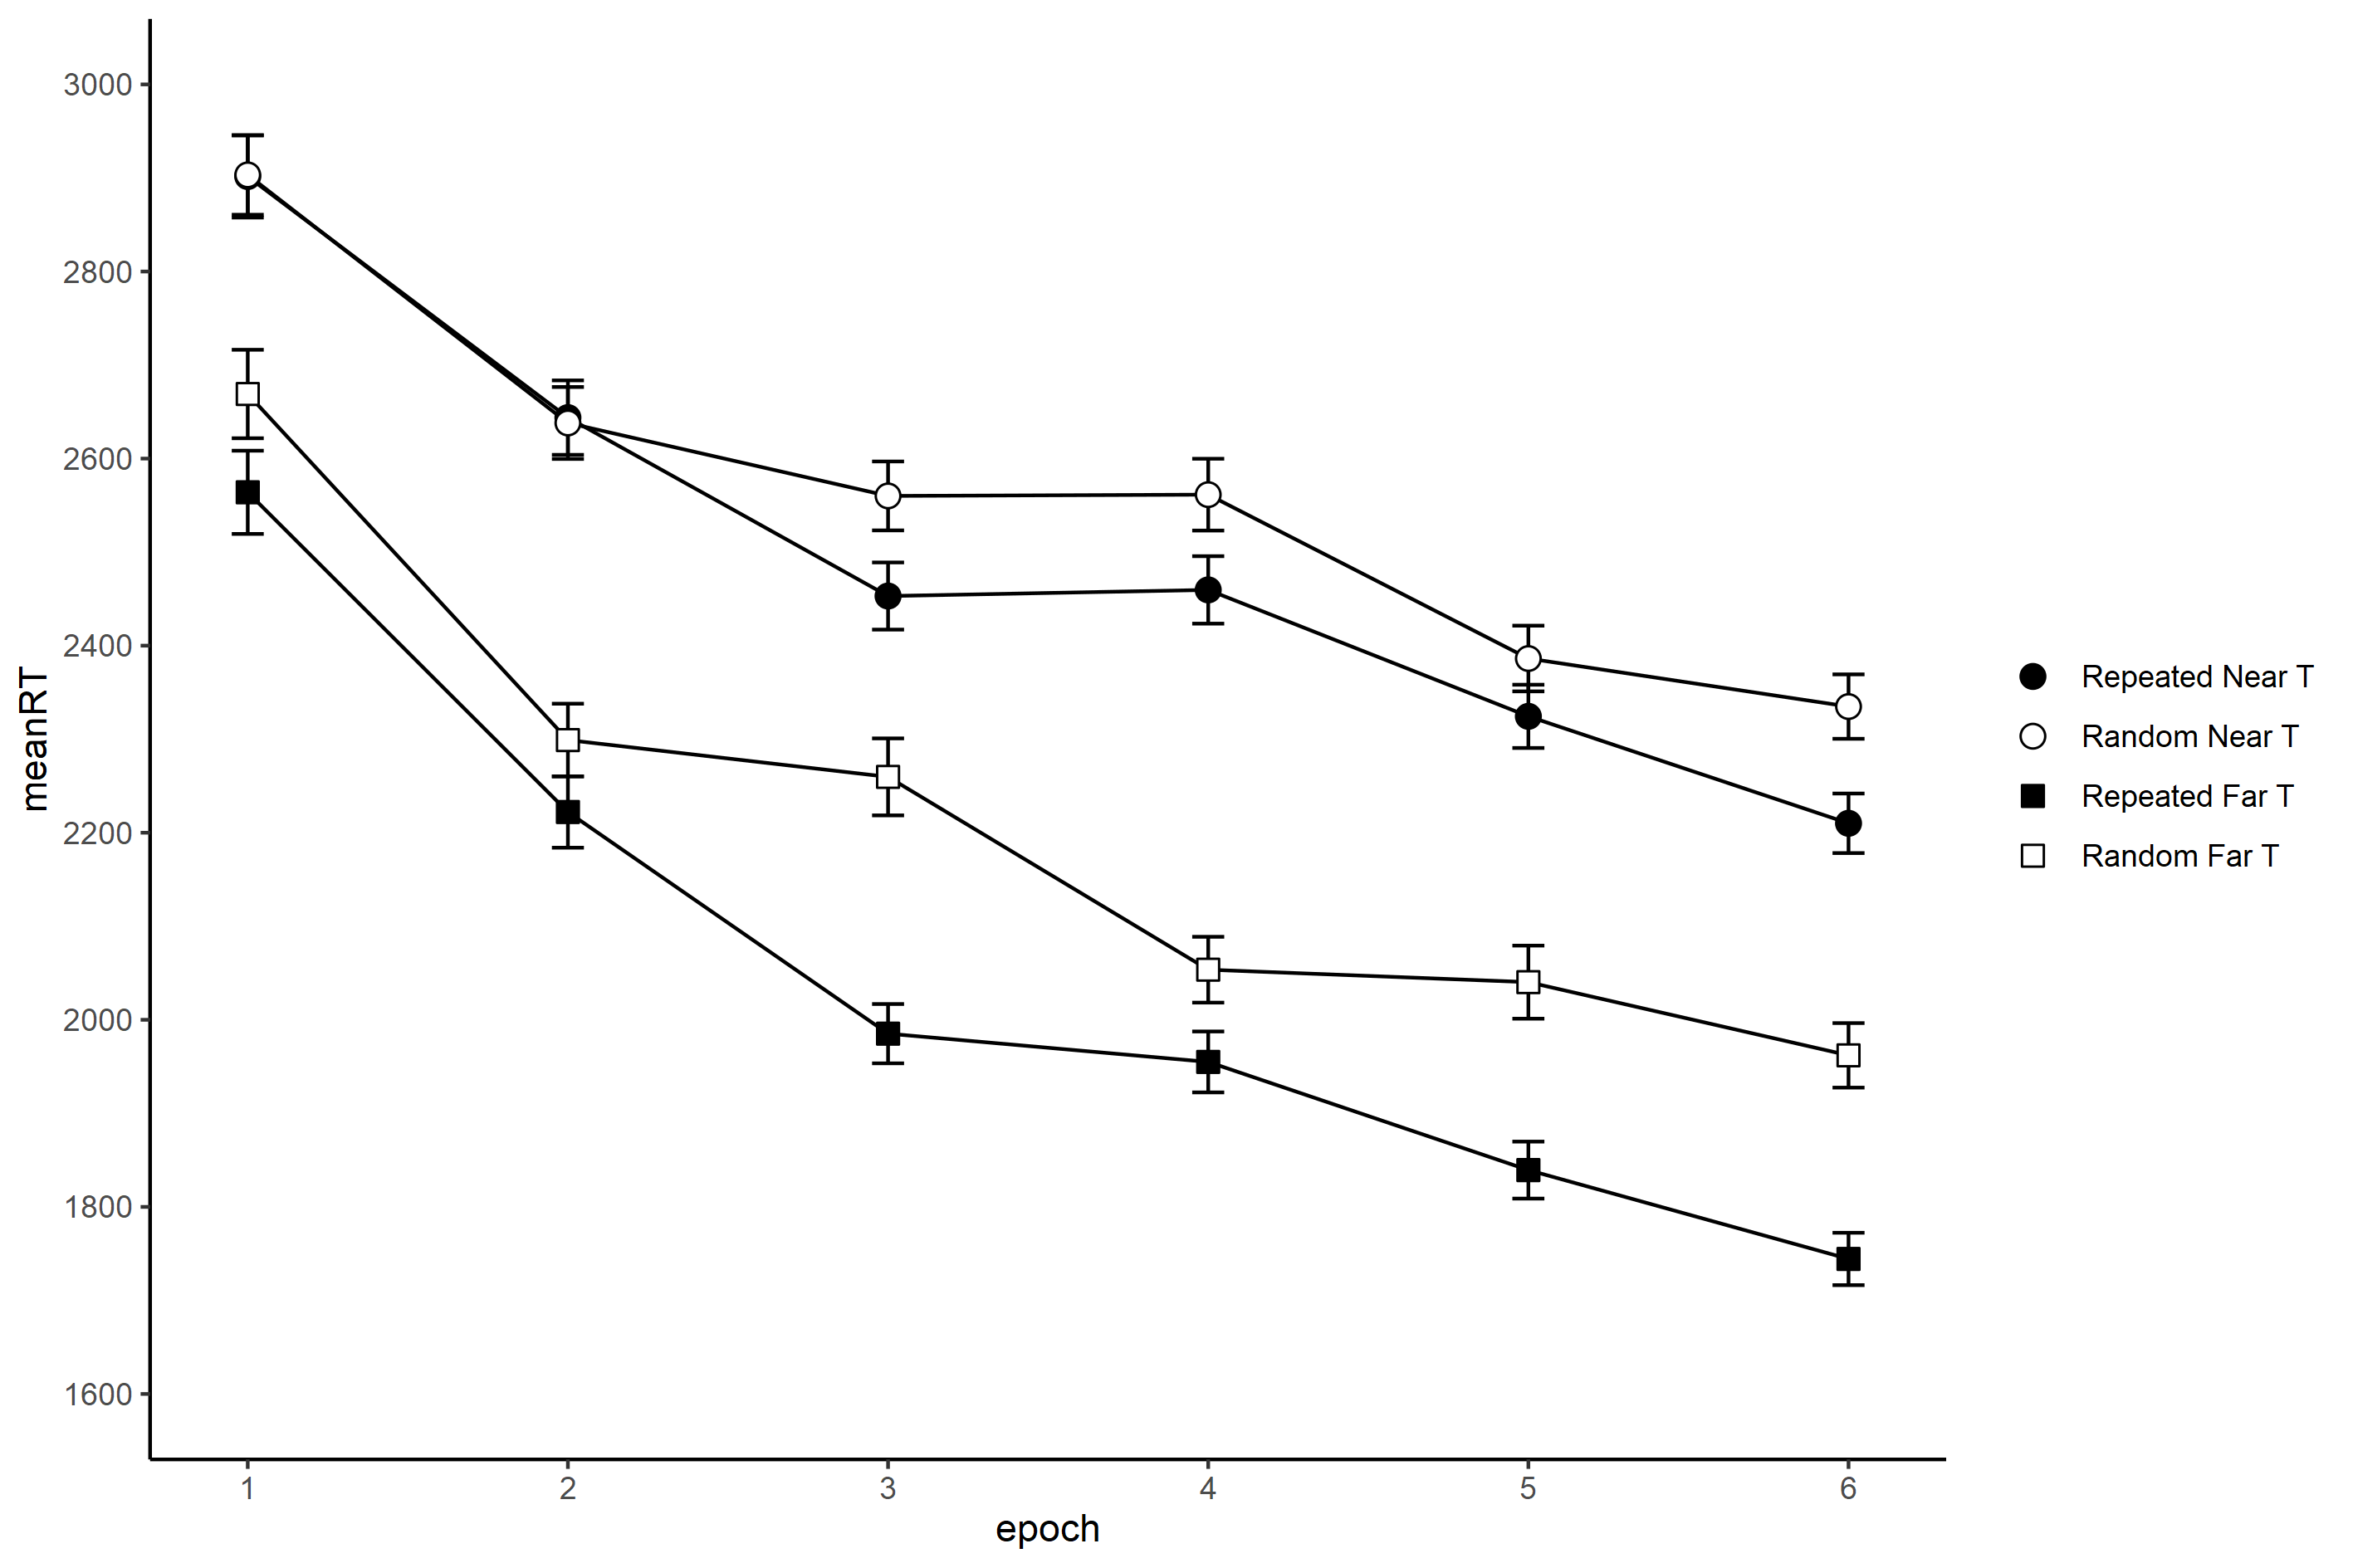 3000
2800
2600
2400
2200
2000
1800
1600
meanRT
1 2 3 4 5 6
epoch
Repeated Near T
Random Near T
Repeated Far T
Random Far T